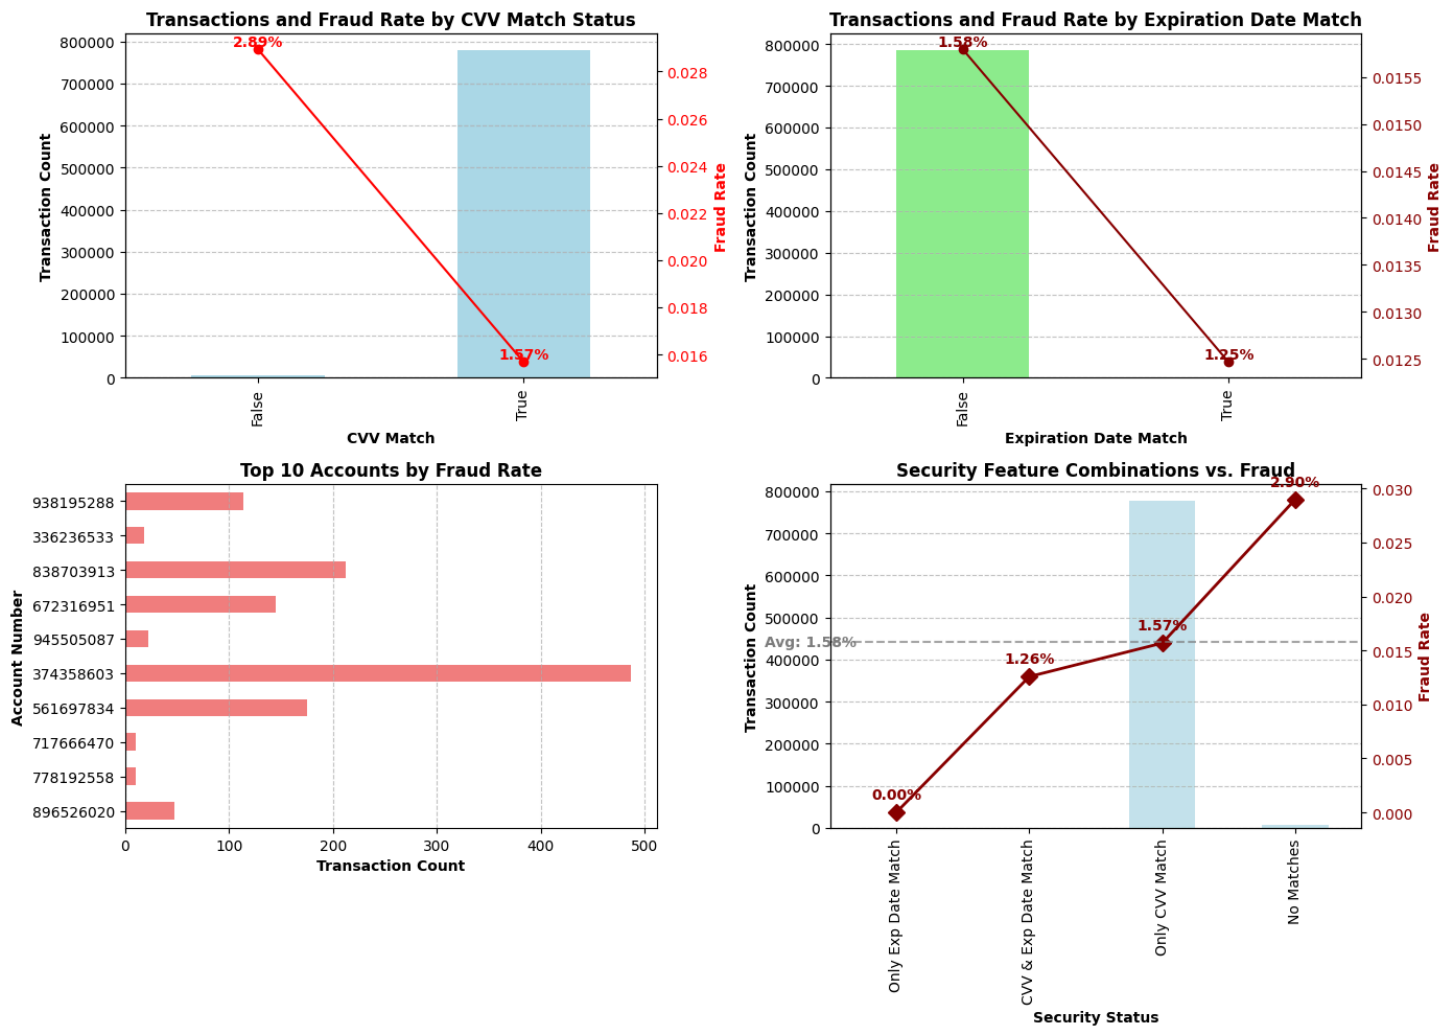 Transactions and Fraud Rate by CVV Match Status
800000
700000
600000
500000
400000
300000
200000
100000
0
Transaction Count
2.89%
1.57%
0.028
0.026
0.024
0.022
0.020
0.018
0.016
Fraud Rate
False
True
CVV Match
Transactions and Fraud Rate by Expiration Date Match
800000
700000
600000
500000
400000
300000
200000
100000
0
Transaction Count
1.58%
1.25%
0.0155
0.0150
0.0145
0.0140
0.0135
0.0130
0.0125
Fraud Rate
False
True
Expiration Date Match
Top 10 Accounts by Fraud Rate
938195288
336236533
838703913
672316951
945505087
374358603
561697834
717666470
778192558
896526020
Account Number
0 100 200 300 400 500
Transaction Count
Security Feature Combinations vs. Fraud
800000
700000
600000
500000
400000
300000
200000
100000
0
Transaction Count
Avg: 1.58%
0.00%
1.26%
1.57%
2.90%
0.030
0.025
0.020
0.015
0.010
0.005
0.000
Fraud Rate
Only Exp Date Match
CVV & Exp Date Match
Only CVV Match
No Matches
Security Status